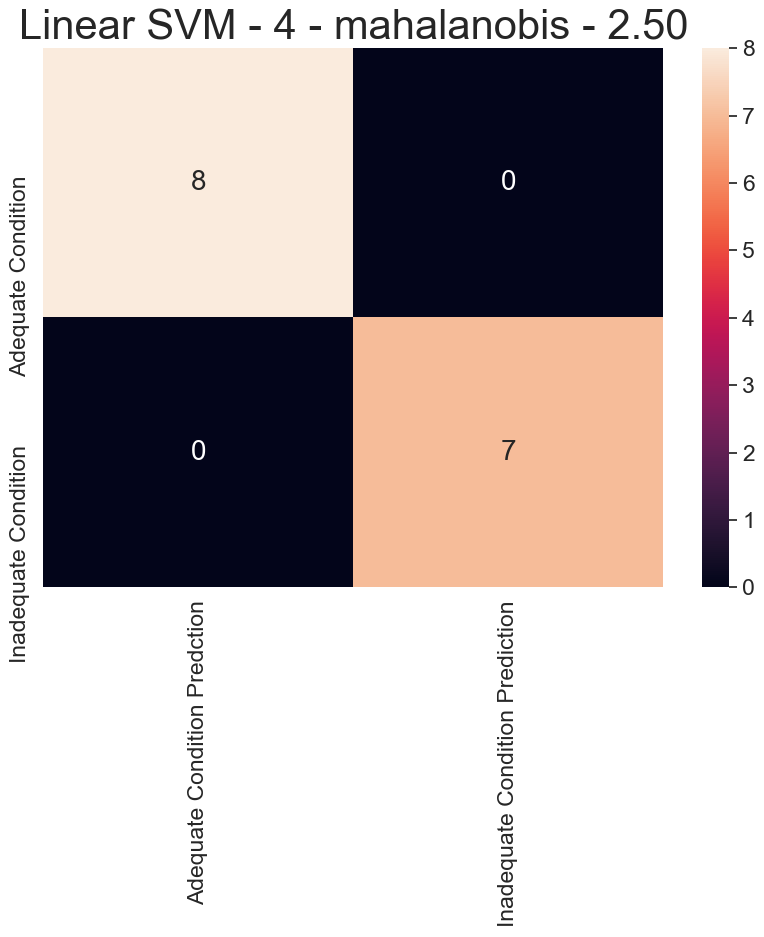 Linear SVM - 4 - mahalanobis - 2.50
Adequate Condition
Inadequate Condition
8
0
0
7
Adequate Condition Predction
Inadequate Condition Prediction
8
7
6
5
4
3
2
1
0